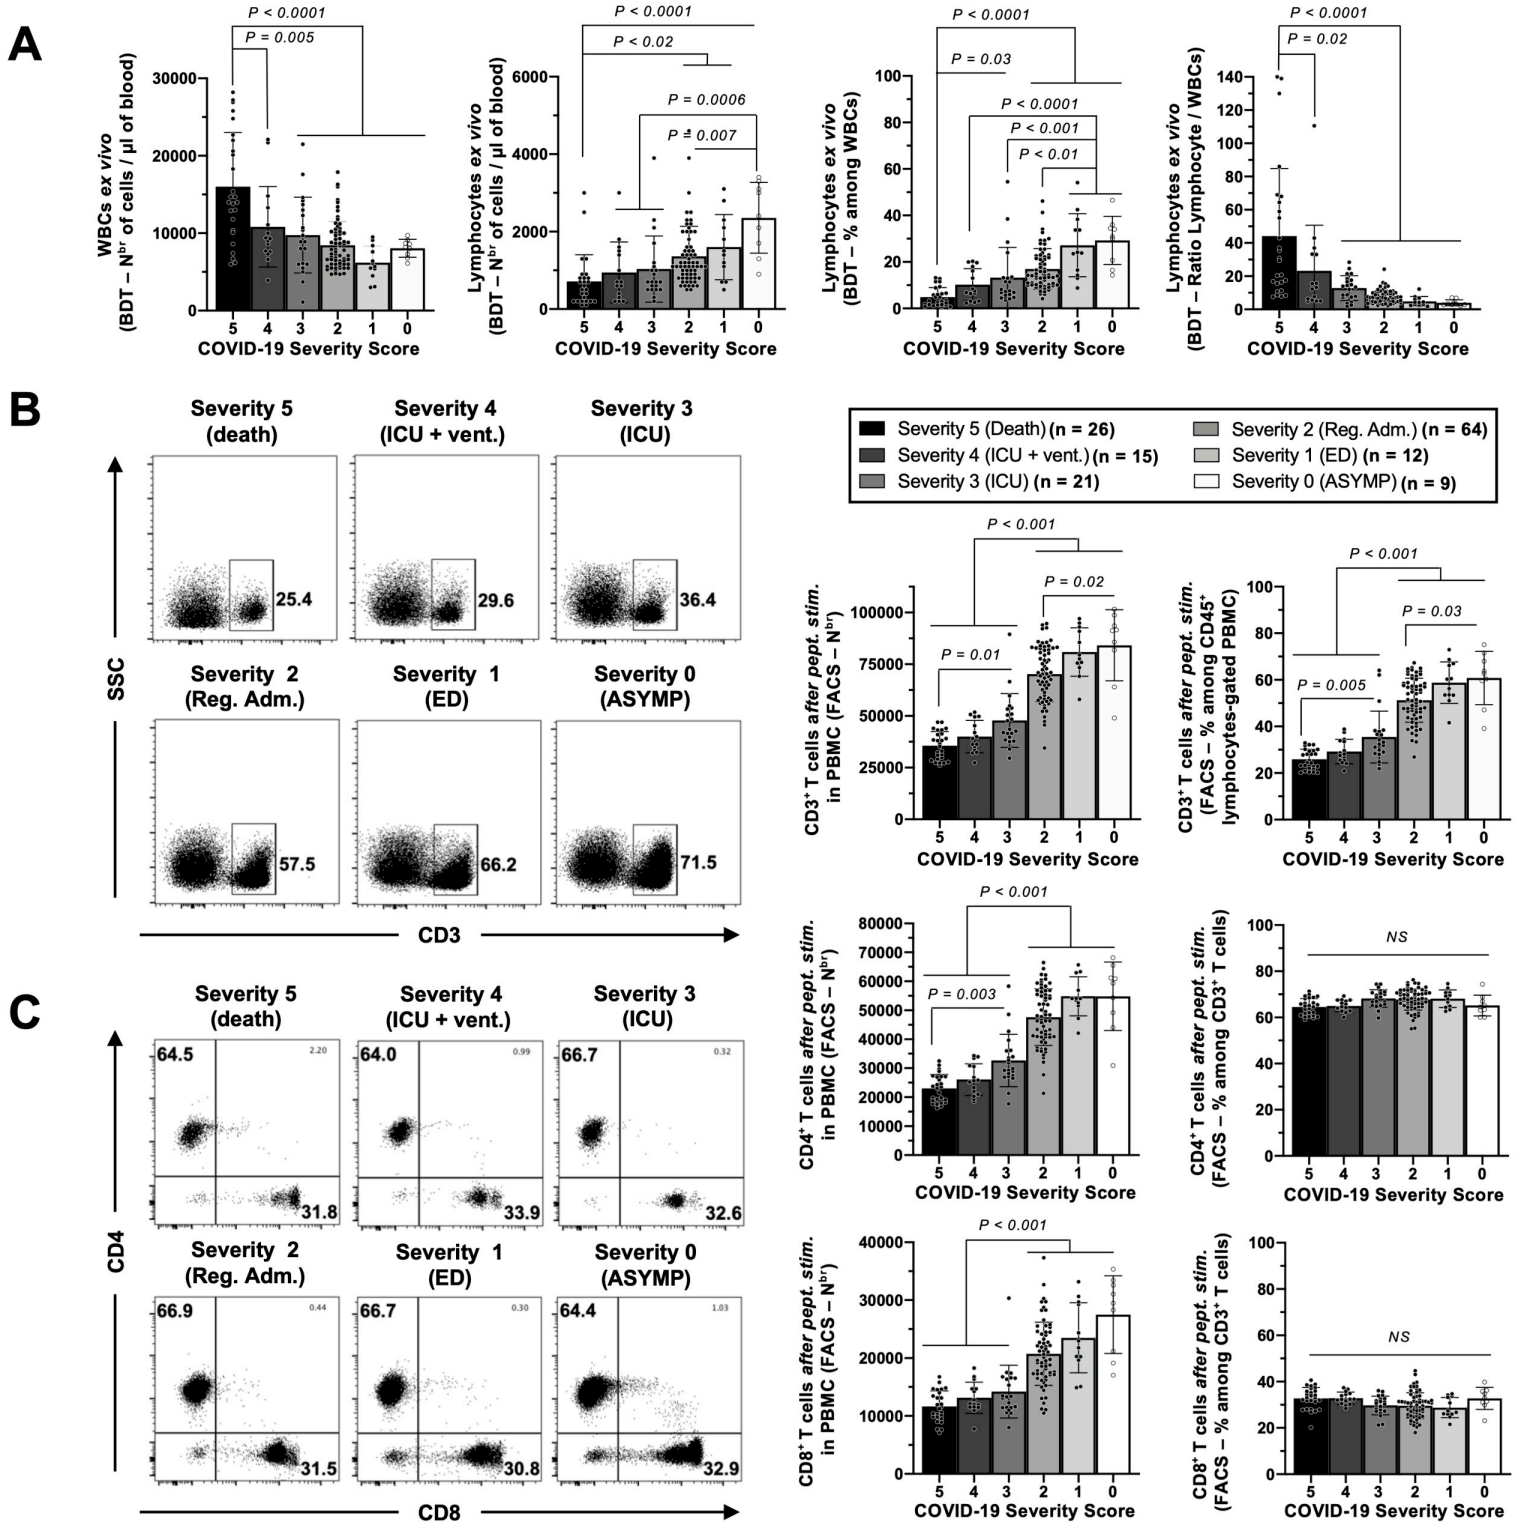 A
WBCs ex vivo
(BDT – Nbr of cells / µl of blood)
P < 0.0001
P = 0.005
30000
20000
10000
0
5 4 3 2 1 0
COVID-19 Severity Score
Lymphocytes ex vivo
(BDT – Nbr of cells / µl of blood)
P < 0.0001
P < 0.02
P = 0.0006
P = 0.007
6000
4000
2000
0
5 4 3 2 1 0
COVID-19 Severity Score
Lymphocytes ex vivo
(BDT – % among WBCs)
P < 0.0001
P = 0.03
P < 0.0001
P < 0.001
P < 0.01
100
80
60
40
20
0
5 4 3 2 1 0
COVID-19 Severity Score
Lymphocytes ex vivo
(BDT – Ratio Lymphocyte / WBCs)
P < 0.0001
P = 0.02
140
120
100
80
60
40
20
0
5 4 3 2 1 0
COVID-19 Severity Score
B
Severity 5
(death)
Severity 4
(ICU + vent.)
Severity 3
(ICU)
25.4
29.6
36.4
Severity 2
(Reg. Adm.)
Severity 1
(ED)
Severity 0
(ASYMP)
57.5
66.2
71.5
SSC
CD3
Severity 5 (Death) (n = 26)
Severity 4 (ICU + vent.) (n = 15)
Severity 3 (ICU) (n = 21)
Severity 2 (Reg. Adm.) (n = 64)
Severity 1 (ED) (n = 12)
Severity 0 (ASYMP) (n = 9)
CD3+ T cells after pept. stim.
in PBMC (FACS – Nbr)
P < 0.001
P = 0.02
P = 0.01
100000
75000
50000
25000
0
5 4 3 2 1 0
COVID-19 Severity Score
CD3+ T cells after pept. stim.
(FACS – % among CD45+
lymphocytes-gated PBMC)
P < 0.001
P = 0.03
P = 0.005
100
80
60
40
20
0
5 4 3 2 1 0
COVID-19 Severity Score
C
Severity 5
(death)
Severity 4
(ICU + vent.)
Severity 3
(ICU)
64.5 2.20
31.8
64.0 0.99
33.9
66.7 0.32
32.6
Severity 2
(Reg. Adm.)
Severity 1
(ED)
Severity 0
(ASYMP)
66.9 0.44
31.5
66.7 0.30
30.8
64.4 1.03
32.9
CD4
CD8
CD4+ T cells after pept. stim.
in PBMC (FACS – Nbr)
P < 0.001
P = 0.003
80000
70000
60000
50000
40000
30000
20000
10000
0
5 4 3 2 1 0
COVID-19 Severity Score
CD4+ T cells after pept. stim.
(FACS – % among CD3+ T cells)
NS
100
80
60
40
20
0
5 4 3 2 1 0
COVID-19 Severity Score
CD8+ T cells after pept. stim.
in PBMC (FACS – Nbr)
P < 0.001
40000
30000
20000
10000
0
5 4 3 2 1 0
COVID-19 Severity Score
CD8+ T cells after pept. stim.
(FACS – % among CD3+ T cells)
NS
100
80
60
40
20
0
5 4 3 2 1 0
COVID-19 Severity Score